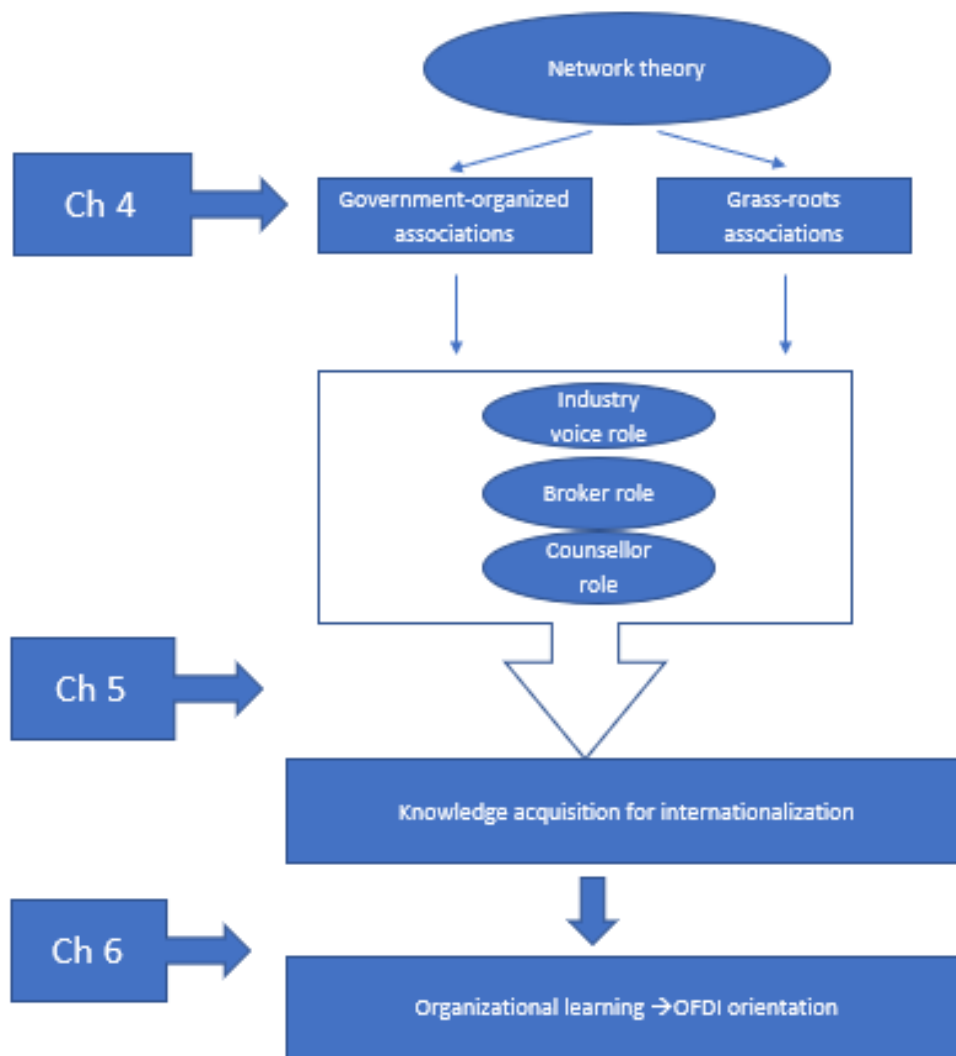 Network theory
Ch 4
Government-organized
associations
Grass-roots
associations
Industry
voice role
Broker role
Counsellor
role
Ch 5
Knowledge acquisition for internationalization
Ch 6
Organizational learning →OFDI orientation